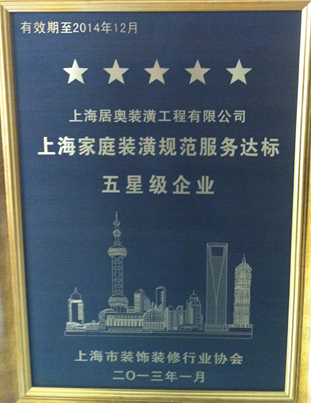 有效期至2014年12月
上海居奥装潢工程有限公司
上海家庭装潢规范服务达标
五星级企业
上海市装饰装修行业协会
二〇一三年一月